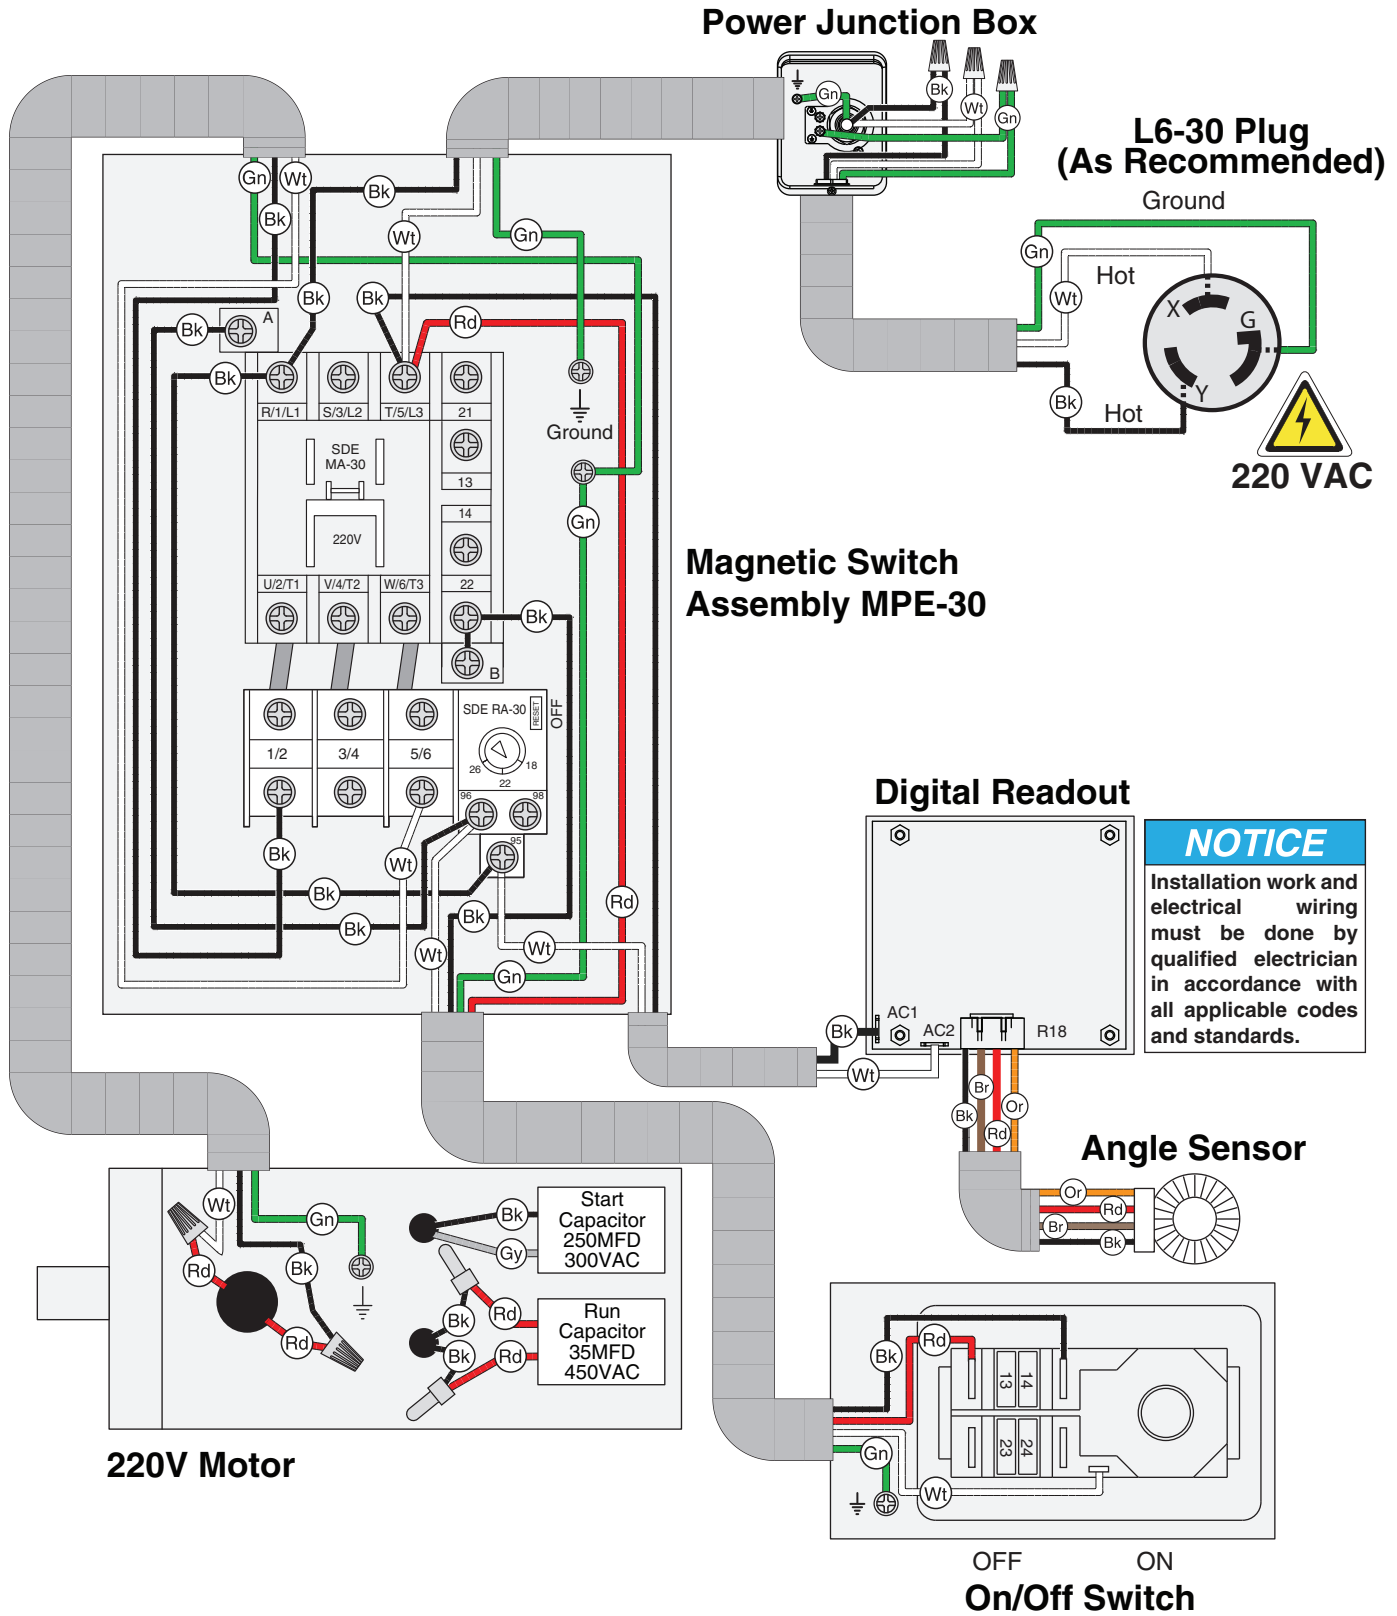 Power Junction Box
Bk
Wt
Gn
Gn
L6-30 Plug
(As Recommended)
Ground
Gn
Hot
Wt
X
G
Y
Bk
Hot
220 VAC
Gn
Wt
Bk
Bk
Wt
Gn
Bk
Bk
Rd
Bk
A
Bk
R/1/L1
S/3/L2
T/5/L3
21
Ground
SDE
MA-30
13
14
Gn
220V
U/2/T1
V/4/T2
W/6/T3
22
Bk
B
Magnetic Switch
Assembly MPE-30
SDE RA-30
RESET
OFF
1/2
3/4
5/6
26
18
22
96
98
95
Bk
Wt
Bk
Bk
Bk
Wt
Wt
Gn
Rd
Digital Readout
NOTICE
Installation work and
electrical wiring
must be done by
qualified electrician
in accordance with
all applicable codes
and standards.
AC1
AC2
R18
Bk
Wt
Br
Bk
Or
Rd
Angle Sensor
Or
Rd
Br
Bk
Wt
Gn
Rd
Bk
Rd
Bk
Gy
Start
Capacitor
250MFD
300VAC
Bk
Rd
Bk
Rd
Run
Capacitor
35MFD
450VAC
220V Motor
Bk
Rd
13
14
23
24
Gn
Wt
OFF
ON
On/Off Switch